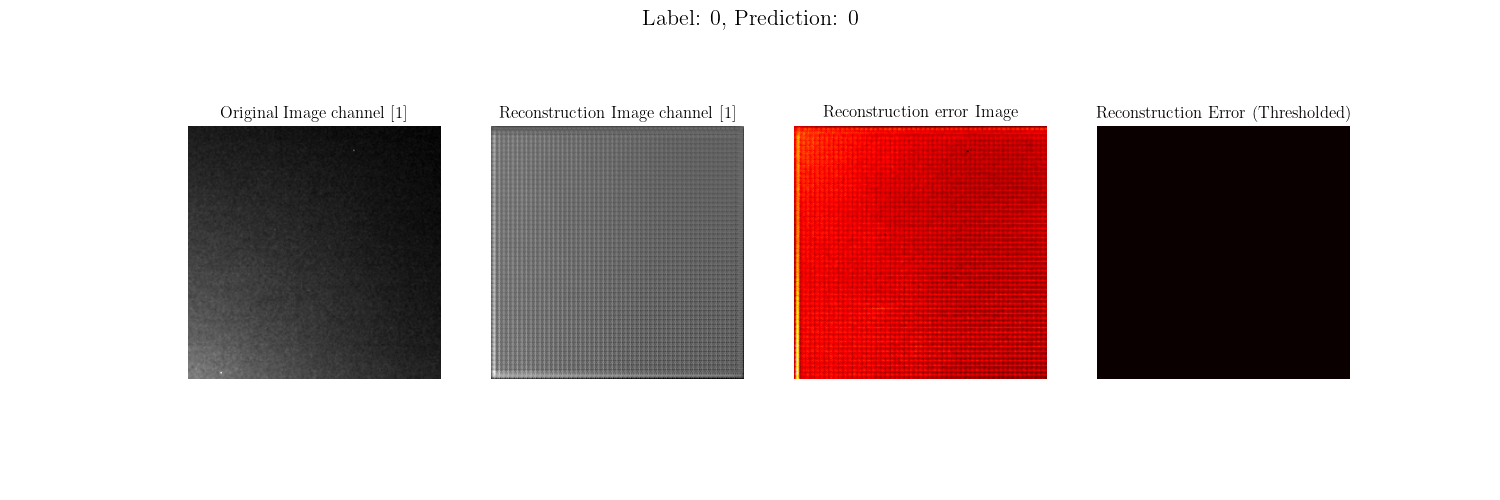 Label: 0, Prediction: 0
Original Image channel [1]
Reconstruction Image channel [1]
Reconstruction error Image
Reconstruction Error (Thresholded)